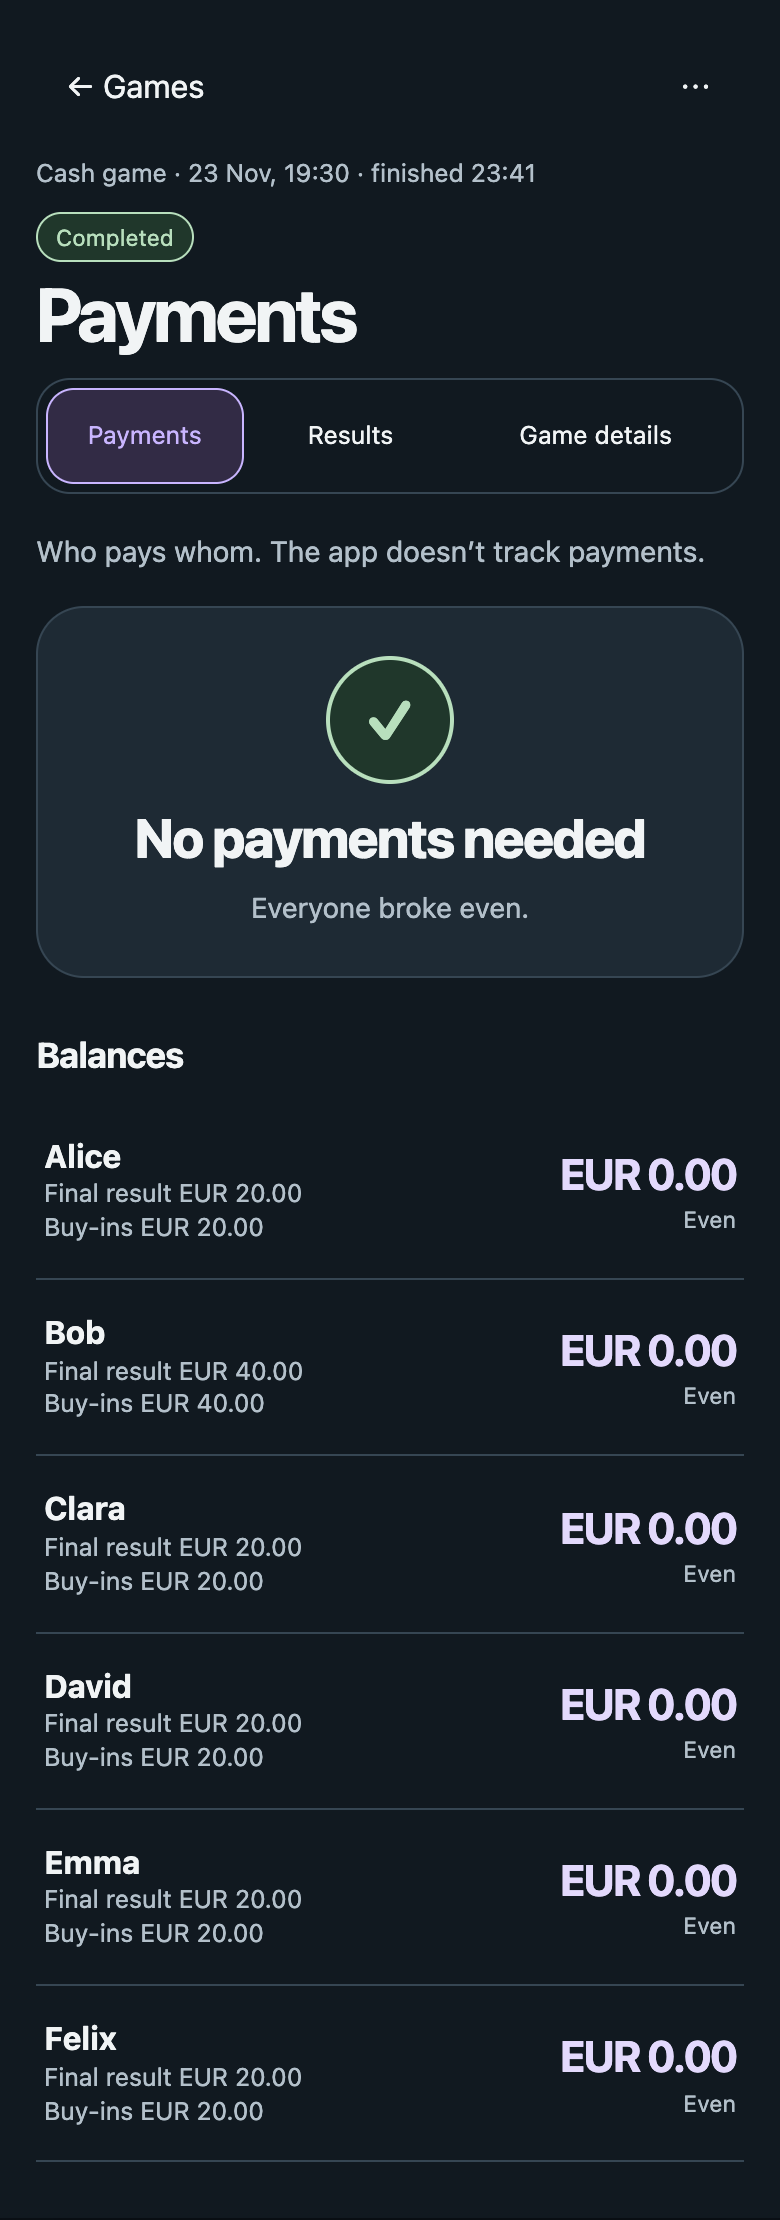 ← Games
...
Cash game · 23 Nov, 19:30 · finished 23:41
Completed
Payments
Payments
Results
Game details
Who pays whom. The app doesn’t track payments.
No payments needed
Everyone broke even.
Balances
Alice
Final result EUR 20.00
Buy-ins EUR 20.00
EUR 0.00
Even
Bob
Final result EUR 40.00
Buy-ins EUR 40.00
EUR 0.00
Even
Clara
Final result EUR 20.00
Buy-ins EUR 20.00
EUR 0.00
Even
David
Final result EUR 20.00
Buy-ins EUR 20.00
EUR 0.00
Even
Emma
Final result EUR 20.00
Buy-ins EUR 20.00
EUR 0.00
Even
Felix
Final result EUR 20.00
Buy-ins EUR 20.00
EUR 0.00
Even